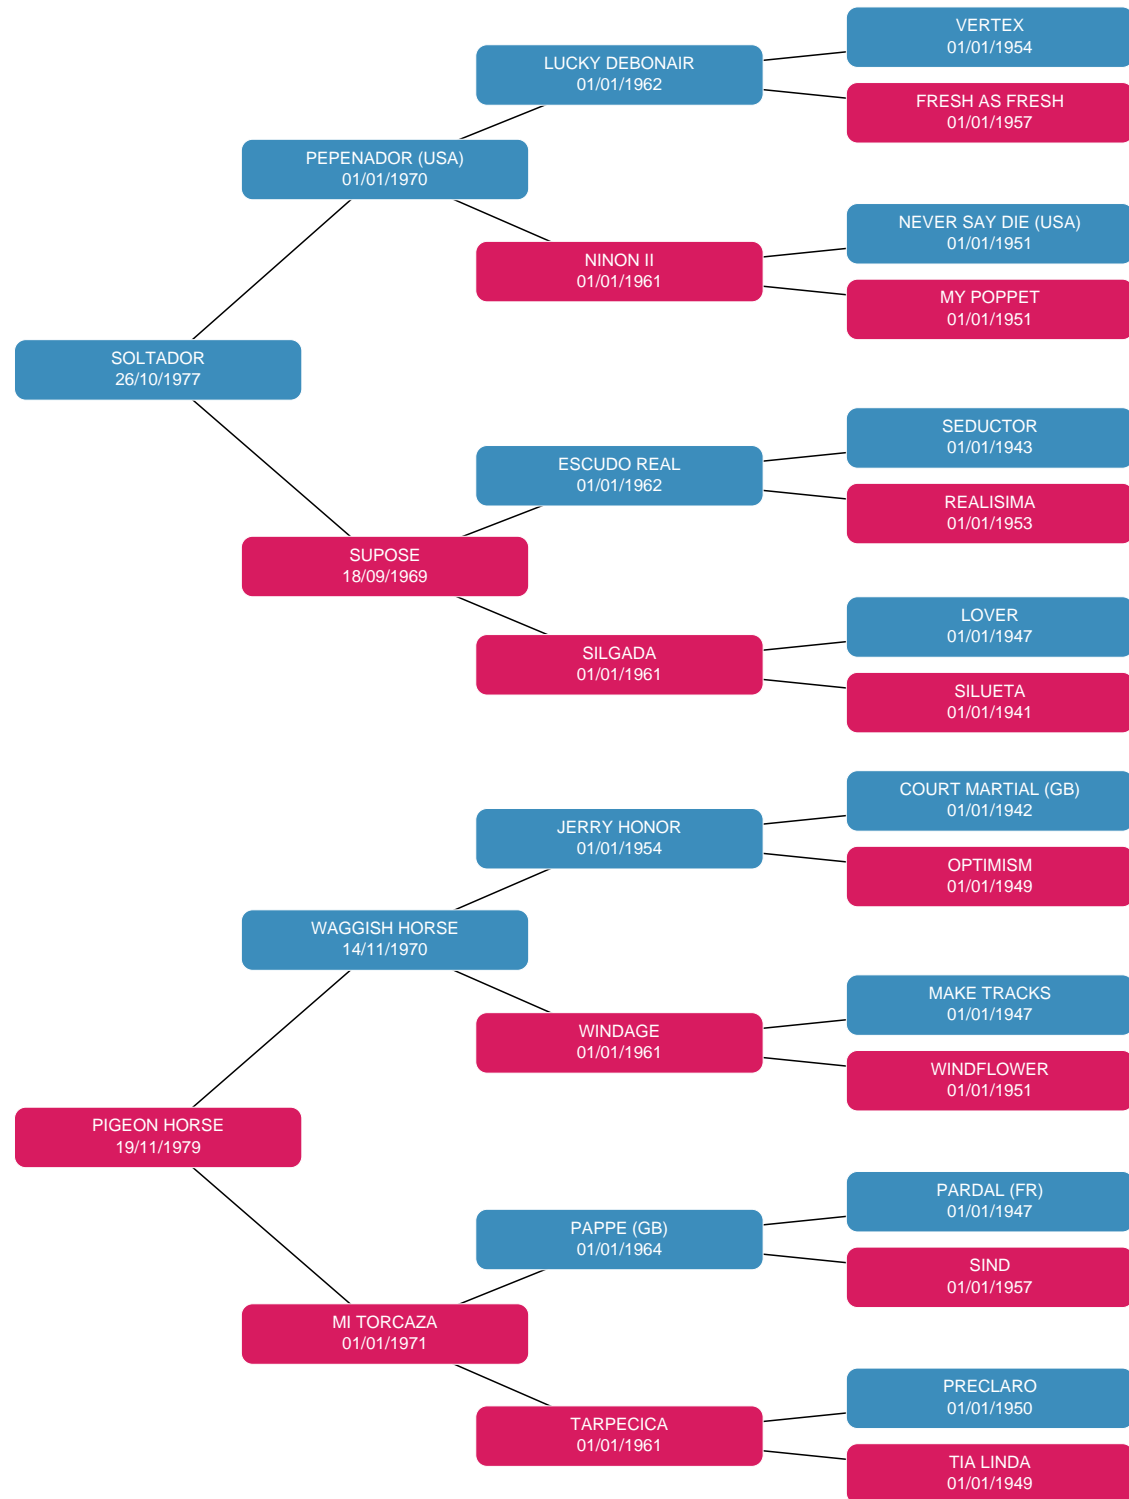 VERTEX
01/01/1954
LUCKY DEBONAIR
01/01/1962
FRESH AS FRESH
01/01/1957
PEPENADOR (USA)
01/01/1970
NEVER SAY DIE (USA)
01/01/1951
NINON II
01/01/1961
MY POPPET
01/01/1951
SOLTADOR
26/10/1977
SEDUCTOR
01/01/1943
ESCUDO REAL
01/01/1962
REALISIMA
01/01/1953
SUPOSE
18/09/1969
LOVER
01/01/1947
SILGADA
01/01/1961
SILUETA
01/01/1941
COURT MARTIAL (GB)
01/01/1942
JERRY HONOR
01/01/1954
OPTIMISM
01/01/1949
WAGGISH HORSE
14/11/1970
MAKE TRACKS
01/01/1947
WINDAGE
01/01/1961
WINDFLOWER
01/01/1951
PIGEON HORSE
19/11/1979
PARDAL (FR)
01/01/1947
PAPPE (GB)
01/01/1964
SIND
01/01/1957
MI TORCAZA
01/01/1971
PRECLARO
01/01/1950
TARPECICA
01/01/1961
TIA LINDA
01/01/1949